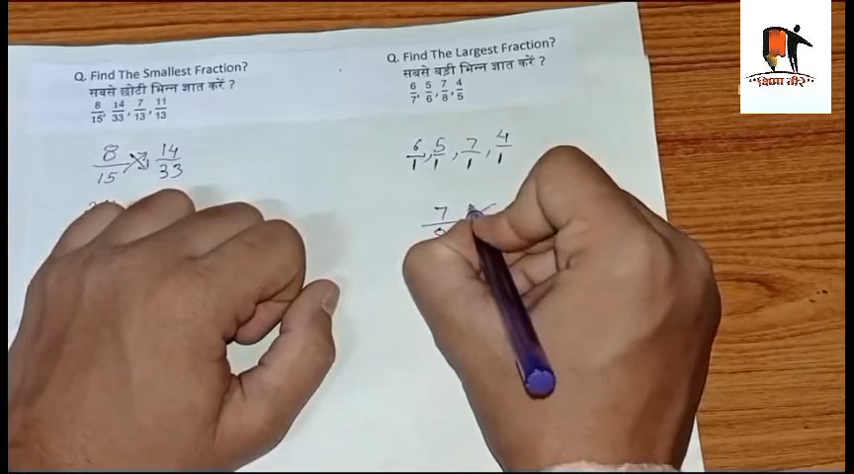 Q. Find The Smallest Fraction?
सबसे छोटी भिन्न ज्ञात करें ?
8/15, 14/33, 7/13, 11/13
8/15 14/33
Q. Find The Largest Fraction?
सबसे बड़ी भिन्न ज्ञात करें ?
6/7, 5/6, 7/8, 4/5
6/1, 5/1, 7/1, 4/1
7